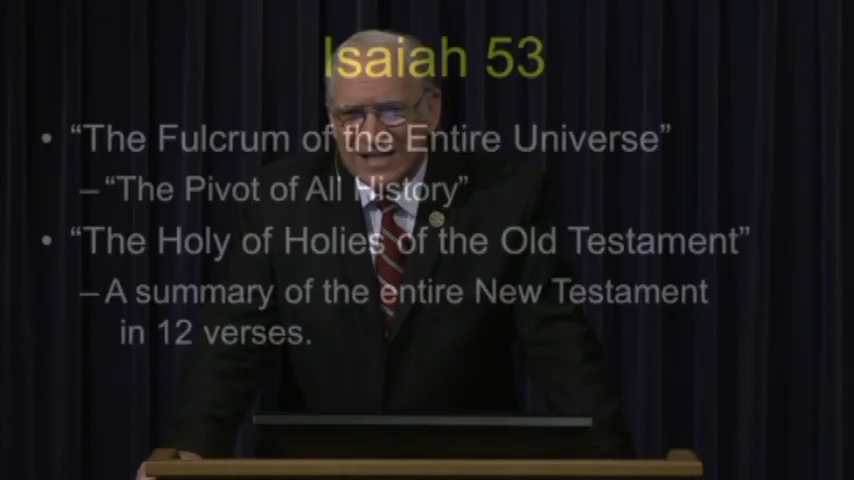 Isaiah 53
• “The Fulcrum of the Entire Universe”
– “The Pivot of All History”
• “The Holy of Holies of the Old Testament”
– A summary of the entire New Testament
in 12 verses.